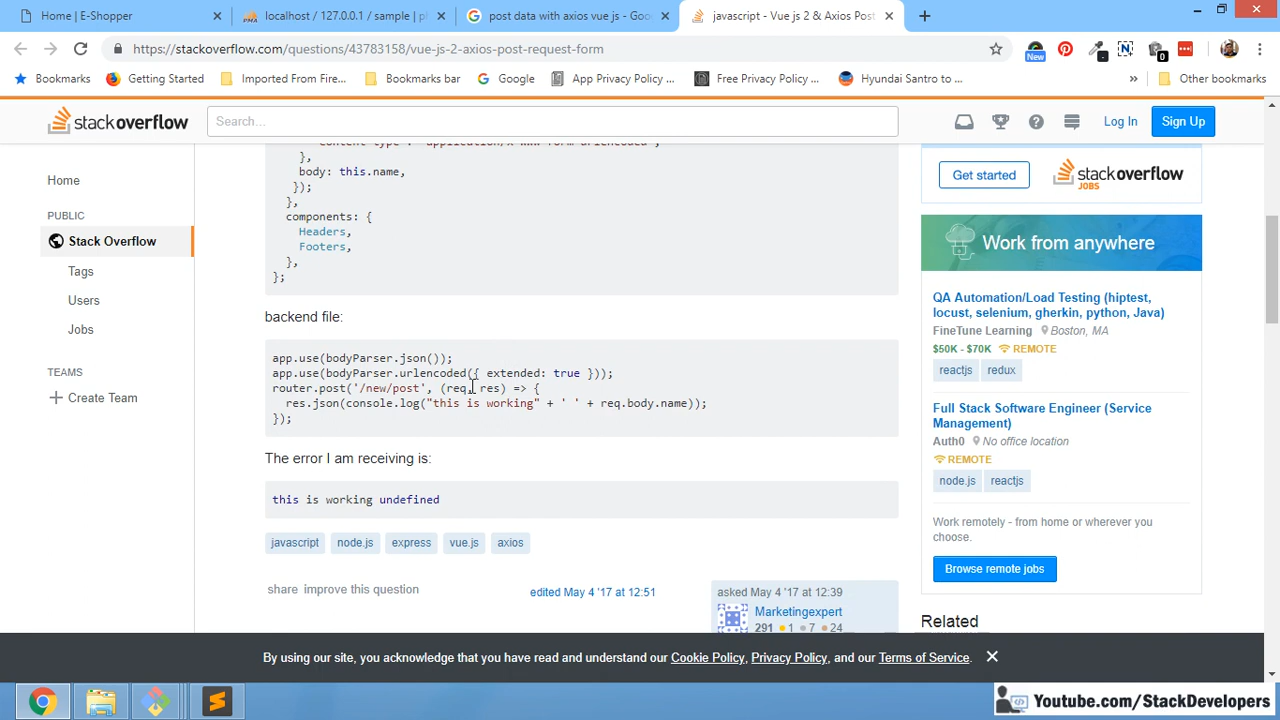 Home | E-Shopper
localhost / 127.0.0.1 / sample | p
post data with axios vue js - Goo
javascript - Vue js 2 & Axios Post
https://stackoverflow.com/questions/43783158/vue-js-2-axios-post-request-form
New
0
Bookmarks
Getting Started
Imported From Fire...
Bookmarks bar
Google
App Privacy Policy ...
Free Privacy Policy ...
Hyundai Santro to ...
Other bookmarks
stackoverflow
Search...
Log In
Sign Up
'Content-type': 'application/x-www-form-urlencoded',
},
body: this.name,
});
},
components: {
Headers,
Footers,
},
};
Home
PUBLIC
Stack Overflow
Tags
Users
Jobs
TEAMS
Create Team
backend file:
app.use(bodyParser.json());
app.use(bodyParser.urlencoded({ extended: true }));
router.post('/new/post', (req, res) => {
res.json(console.log("this is working" + ' ' + req.body.name));
});
The error I am receiving is:
this is working undefined
javascript
node.js
express
vue.js
axios
share improve this question
edited May 4 '17 at 12:51
asked May 4 '17 at 12:39
Marketingexpert
291 1 7 24
Get started
stackoverflow
JOBS
Work from anywhere
QA Automation/Load Testing (hiptest,
locust, selenium, gherkin, python, Java)
FineTune Learning Boston, MA
$50K - $70K REMOTE
reactjs
redux
Full Stack Software Engineer (Service
Management)
Auth0 No office location
REMOTE
node.js
reactjs
Work remotely - from home or wherever you
choose.
Browse remote jobs
Related
By using our site, you acknowledge that you have read and understand our Cookie Policy, Privacy Policy, and our Terms of Service.
Youtube.com/StackDevelopers